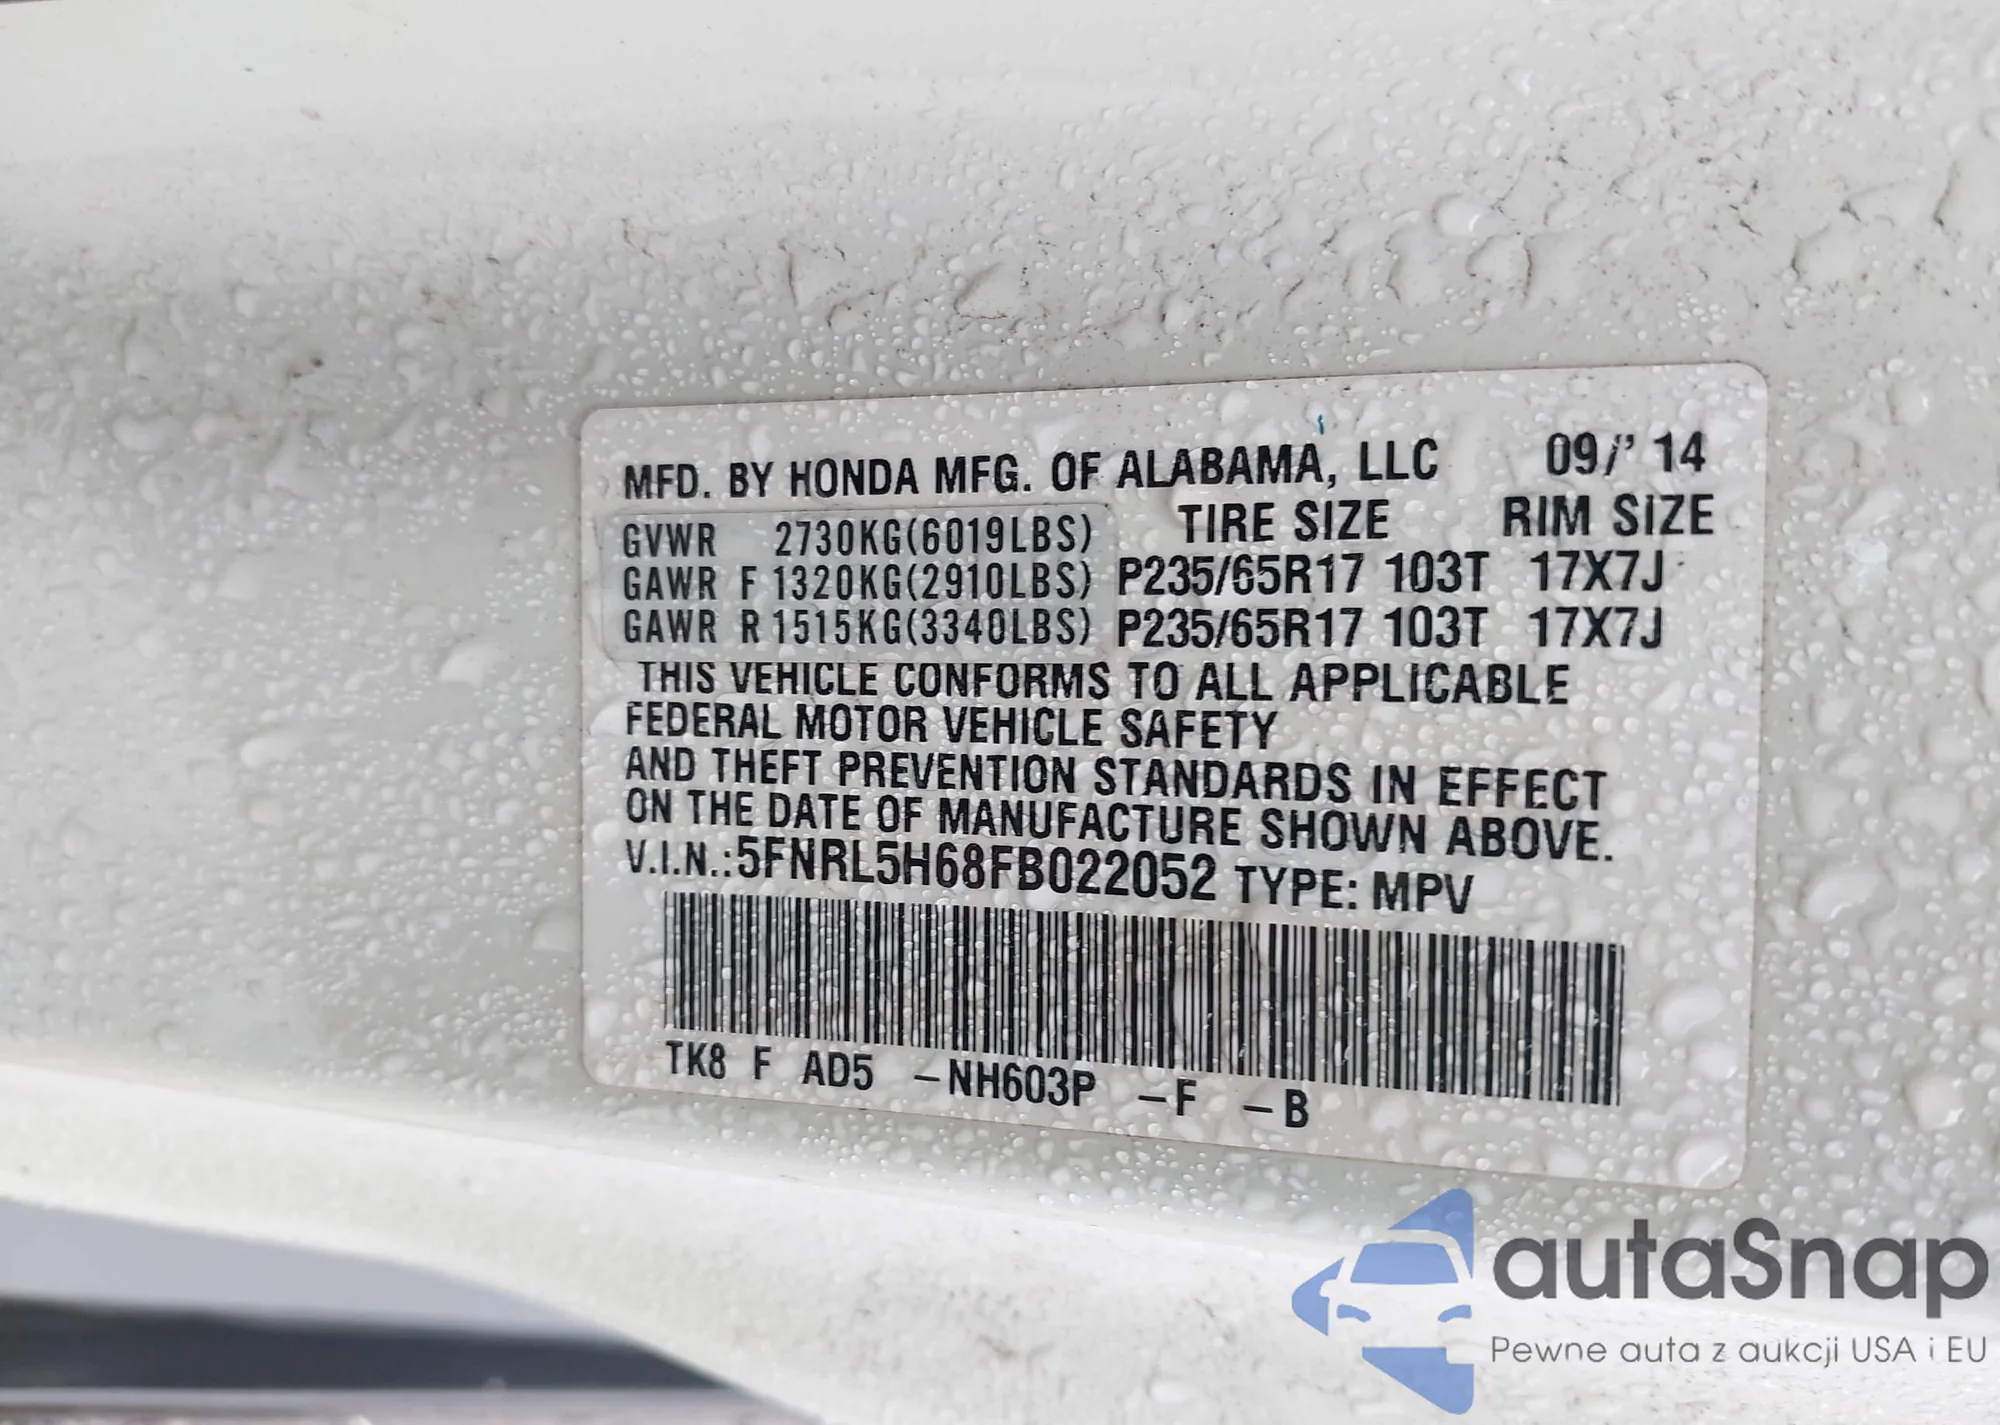 MFD. BY HONDA MFG. OF ALABAMA, LLC 09/' 14
GVWR 2730KG(6019LBS) TIRE SIZE RIM SIZE
GAWR F 1320KG(2910LBS) P235/65R17 103T 17X7J
GAWR R 1515KG(3340LBS) P235/65R17 103T 17X7J
THIS VEHICLE CONFORMS TO ALL APPLICABLE
FEDERAL MOTOR VEHICLE SAFETY
AND THEFT PREVENTION STANDARDS IN EFFECT
ON THE DATE OF MANUFACTURE SHOWN ABOVE.
V.I.N.:5FNRL5H68FB022052 TYPE: MPV
TK8 F AD5 -NH603P -F -B
autaSnap
Pewne auta z aukcji USA i EU